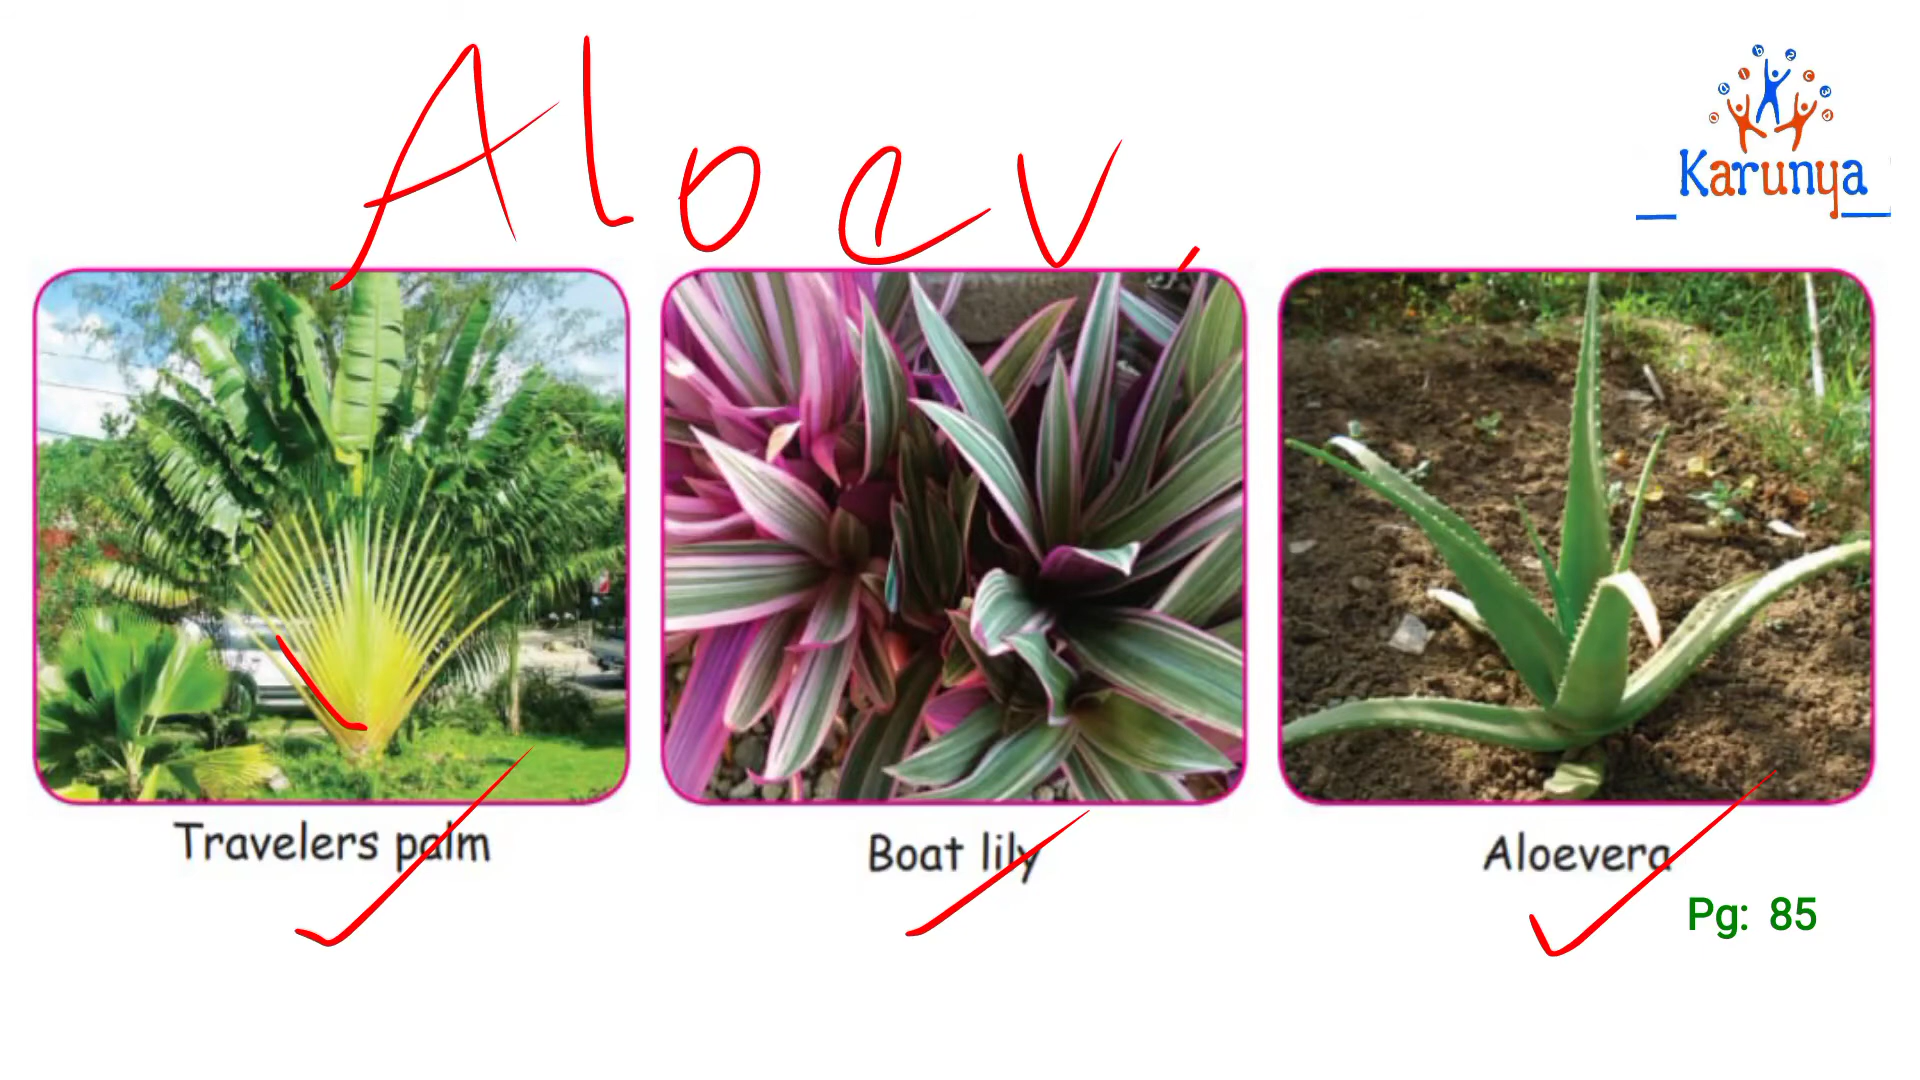 Aloev
Karunya
Travelers palm
Boat lily
Aloevera
Pg: 85